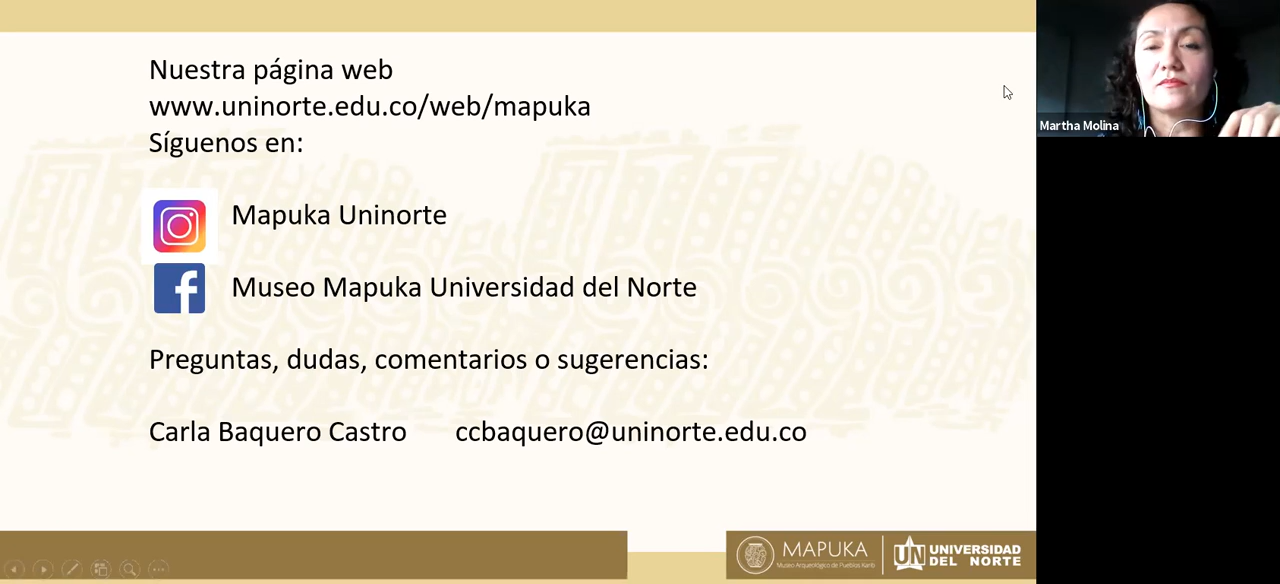 Nuestra página web
www.uninorte.edu.co/web/mapuka
Síguenos en:
Mapuka Uninorte
Museo Mapuka Universidad del Norte
Preguntas, dudas, comentarios o sugerencias:
Carla Baquero Castro ccbaquero@uninorte.edu.co
Martha Molina
MAPUKA
Museo Arqueológico de Pueblos Karib
UN UNIVERSIDAD
DEL NORTE